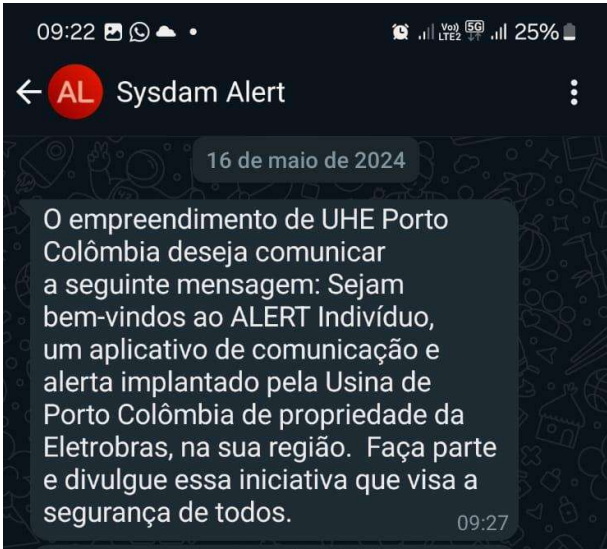 09:22
Vo)) LTE2 5G 25%
AL Sysdam Alert
16 de maio de 2024
O empreendimento de UHE Porto
Colômbia deseja comunicar
a seguinte mensagem: Sejam
bem-vindos ao ALERT Indivíduo,
um aplicativo de comunicação e
alerta implantado pela Usina de
Porto Colômbia de propriedade da
Eletrobras, na sua região.  Faça parte
e divulgue essa iniciativa que visa a
segurança de todos.
09:27